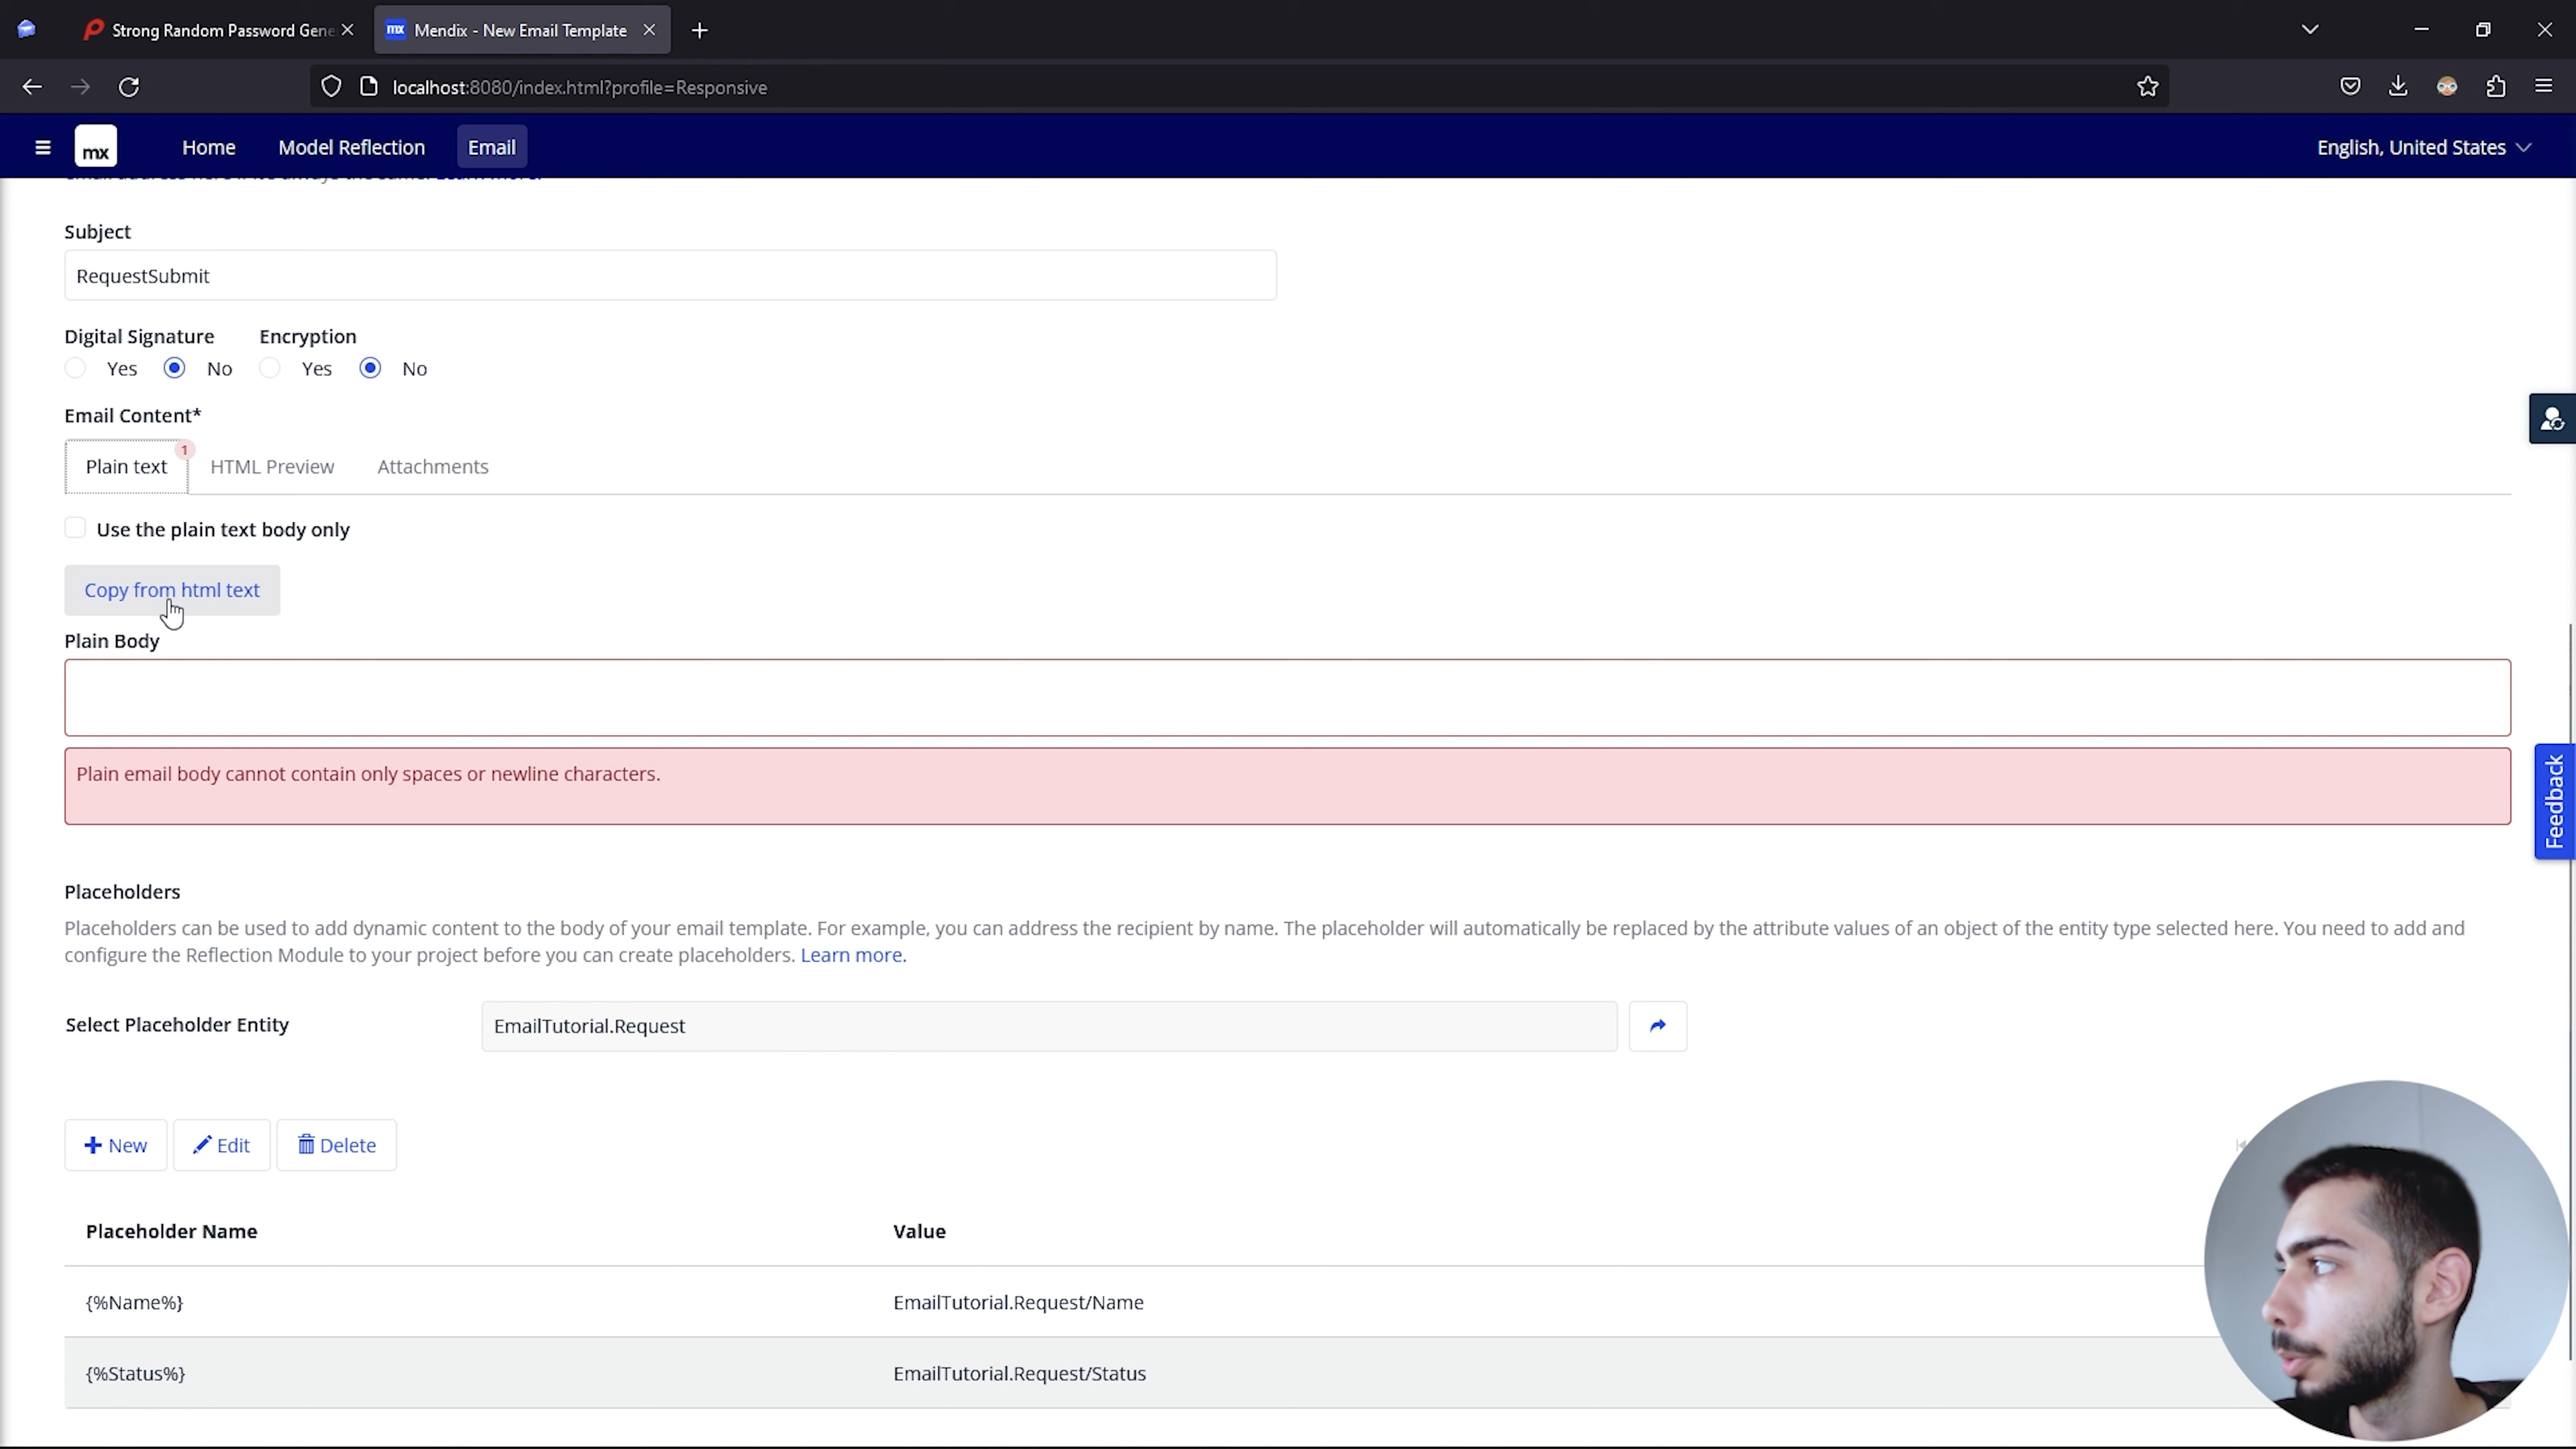 Strong Random Password Gene
mx Mendix - New Email Template
localhost:8080/index.html?profile=Responsive
mx
Home
Model Reflection
Email
English, United States
Subject
RequestSubmit
Digital Signature
Encryption
Yes
No
Yes
No
Email Content*
Plain text
1
HTML Preview
Attachments
Use the plain text body only
Copy from html text
Plain Body
Plain email body cannot contain only spaces or newline characters.
Feedback
Placeholders
Placeholders can be used to add dynamic content to the body of your email template. For example, you can address the recipient by name. The placeholder will automatically be replaced by the attribute values of an object of the entity type selected here. You need to add and
configure the Reflection Module to your project before you can create placeholders. Learn more.
Select Placeholder Entity
EmailTutorial.Request
New
Edit
Delete
Placeholder Name
Value
{%Name%}
EmailTutorial.Request/Name
{%Status%}
EmailTutorial.Request/Status